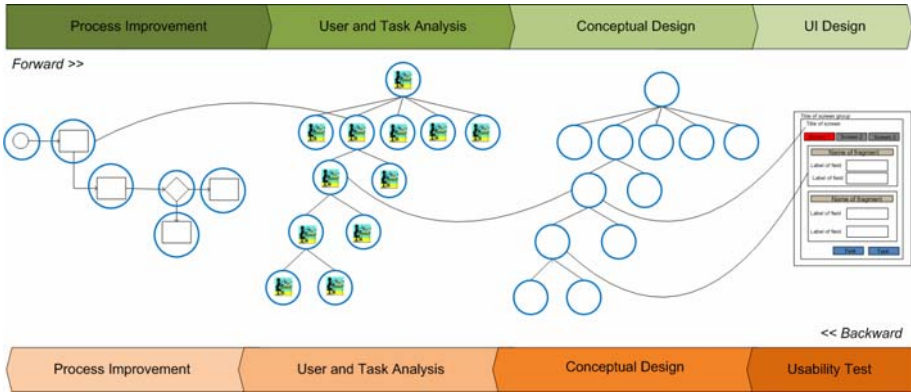 Process Improvement
User and Task Analysis
Conceptual Design
UI Design
Forward >>
Title of screen group
Title of screen
Screen 2
Screen 3
Name of fragment
Label of field
Label of field
Name of fragment
Label of field
Label of field
<< Backward
Process Improvement
User and Task Analysis
Conceptual Design
Usability Test